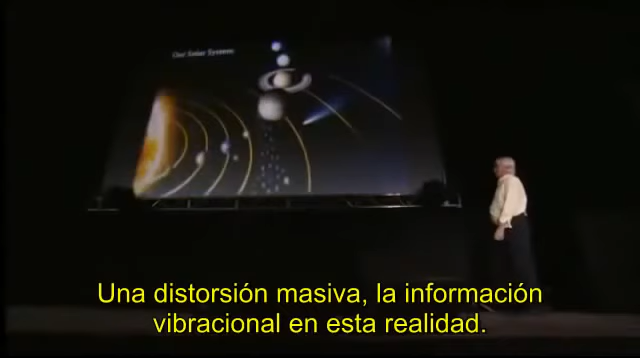 Our Solar System
Una distorsión masiva, la información
vibracional en esta realidad.